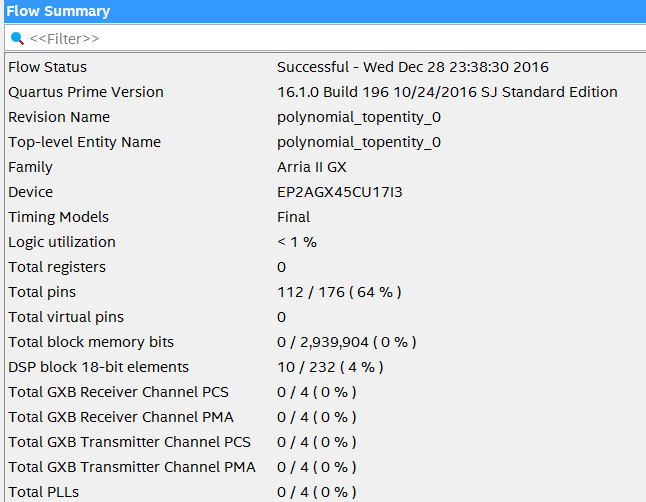 Flow Summary
<<Filter>>
Flow Status Successful - Wed Dec 28 23:38:30 2016
Quartus Prime Version 16.1.0 Build 196 10/24/2016 SJ Standard Edition
Revision Name polynomial_topentity_0
Top-level Entity Name polynomial_topentity_0
Family Arria II GX
Device EP2AGX45CU17I3
Timing Models Final
Logic utilization < 1 %
Total registers 0
Total pins 112 / 176 ( 64 % )
Total virtual pins 0
Total block memory bits 0 / 2,939,904 ( 0 % )
DSP block 18-bit elements 10 / 232 ( 4 % )
Total GXB Receiver Channel PCS 0 / 4 ( 0 % )
Total GXB Receiver Channel PMA 0 / 4 ( 0 % )
Total GXB Transmitter Channel PCS 0 / 4 ( 0 % )
Total GXB Transmitter Channel PMA 0 / 4 ( 0 % )
Total PLLs 0 / 4 ( 0 % )